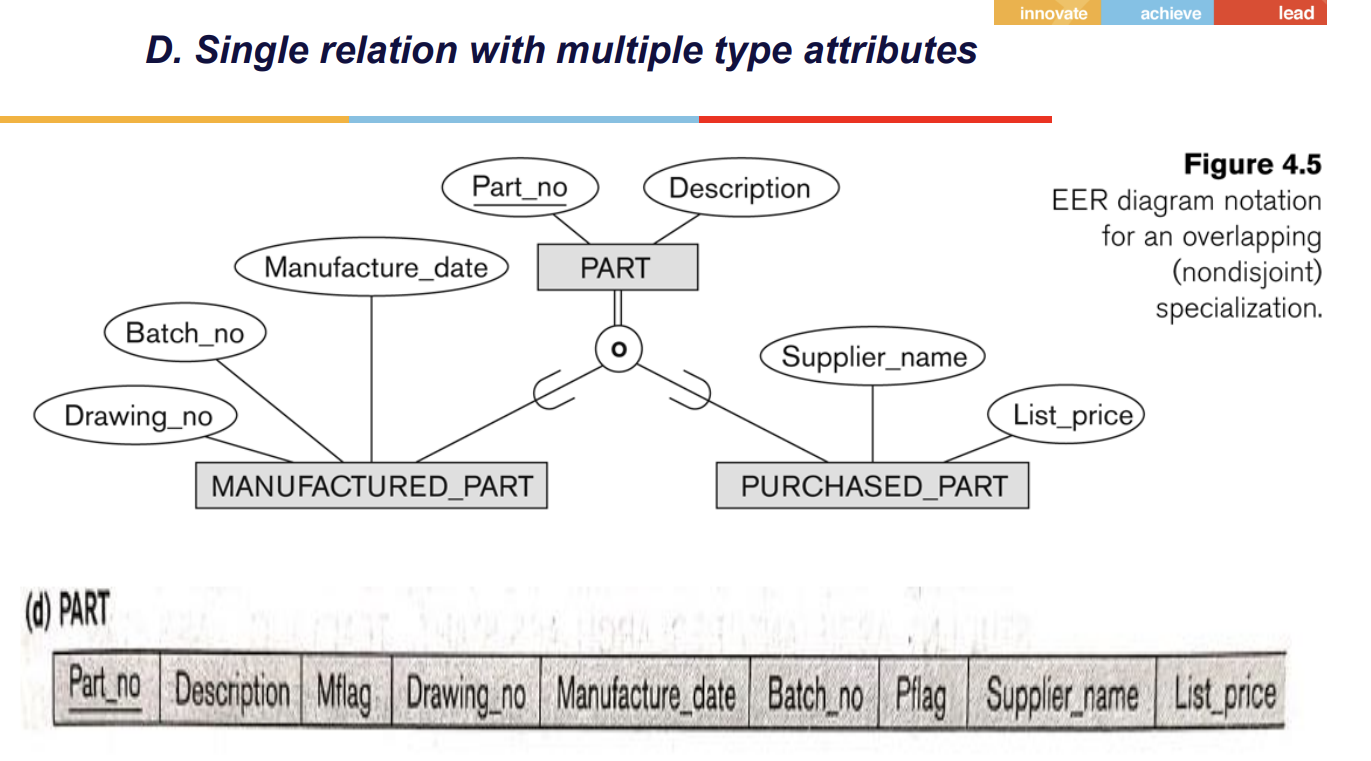 innovate achieve lead
D. Single relation with multiple type attributes
Figure 4.5
EER diagram notation
for an overlapping
(nondisjoint)
specialization.
Part_no
Description
PART
Manufacture_date
Batch_no
Drawing_no
o
Supplier_name
List_price
MANUFACTURED_PART
PURCHASED_PART
(d) PART
Part_no Description Mflag Drawing_no Manufacture_date Batch_no Pflag Supplier_name List_price